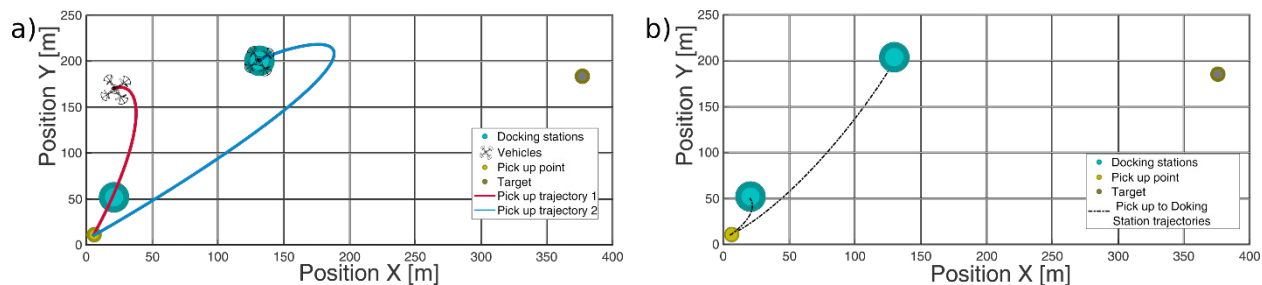 a)
Position Y [m]
250
200
150
100
50
0
0 50 100 150 200 250 300 350 400
Position X [m]
Docking stations
Vehicles
Pick up point
Target
Pick up trajectory 1
Pick up trajectory 2
b)
Position Y [m]
250
200
150
100
50
0
0 50 100 150 200 250 300 350 400
Position X [m]
Docking stations
Pick up point
Target
Pick up to Doking
Station trajectories